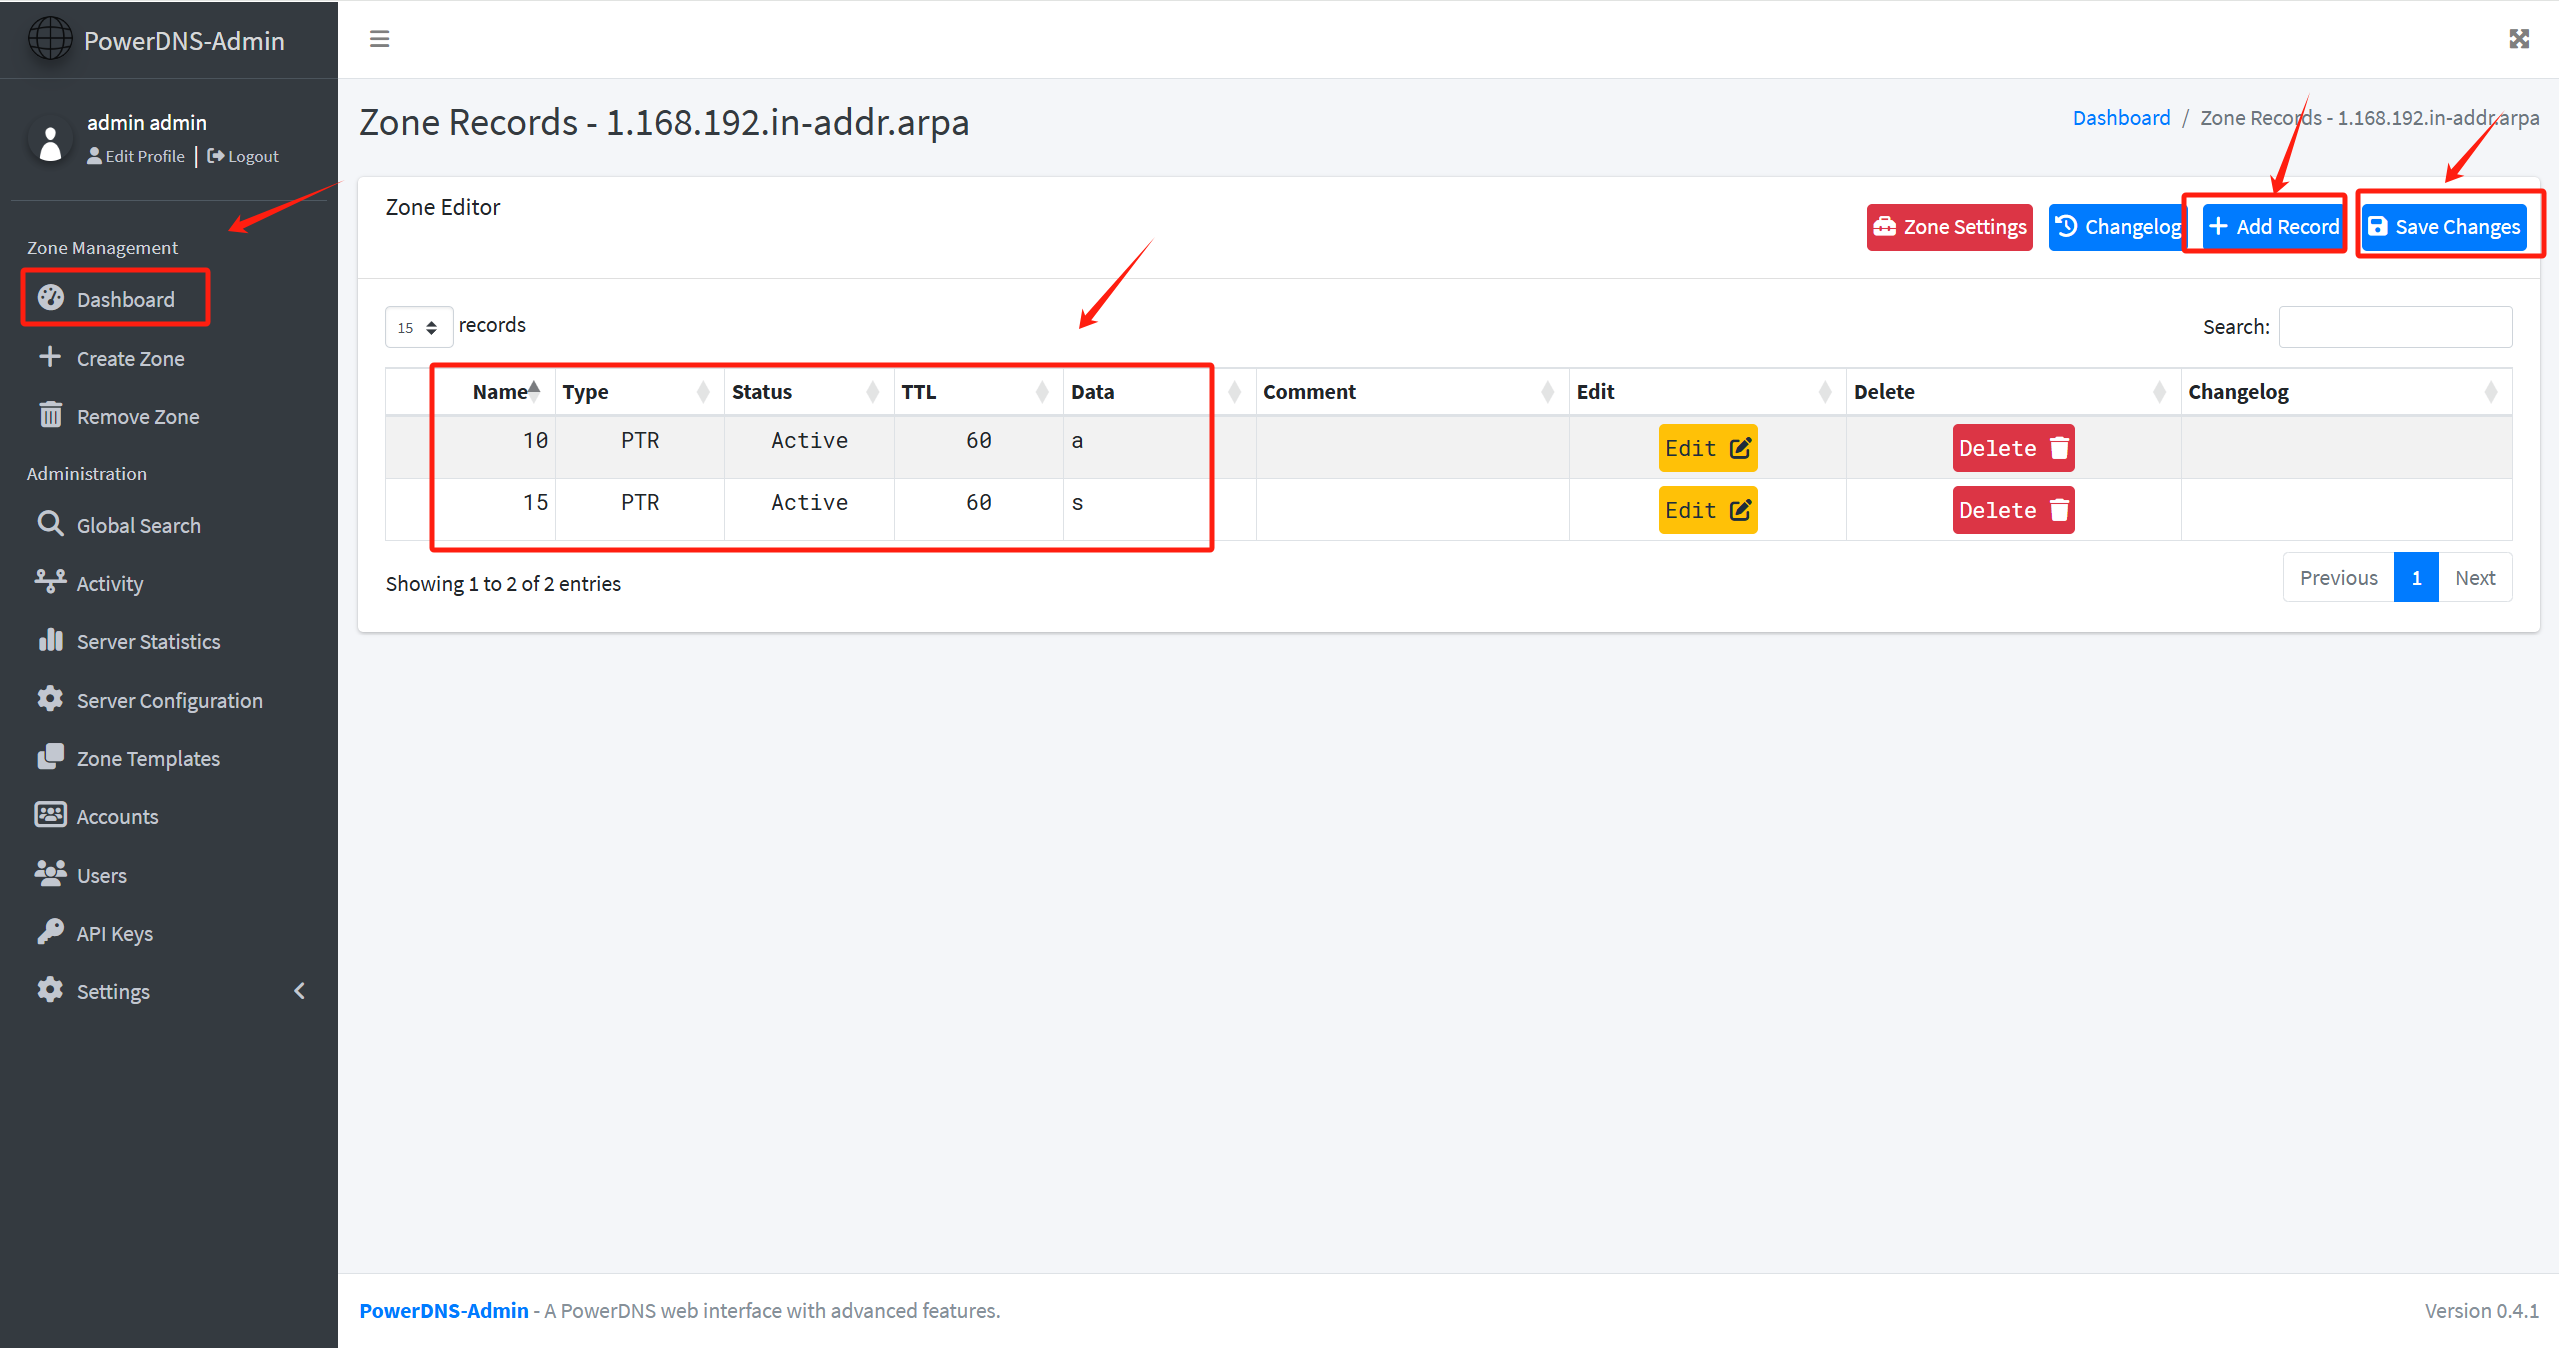 PowerDNS-Admin
admin admin
Edit Profile | Logout
Zone Management
Dashboard
Create Zone
Remove Zone
Administration
Global Search
Activity
Server Statistics
Server Configuration
Zone Templates
Accounts
Users
API Keys
Settings
Zone Records - 1.168.192.in-addr.arpa
Dashboard / Zone Records - 1.168.192.in-addr.arpa
Zone Editor
Zone Settings Changelog Add Record Save Changes
15 records
Search:
Name Type Status TTL Data Comment Edit Delete Changelog
10 PTR Active 60 a Edit Delete
15 PTR Active 60 s Edit Delete
Showing 1 to 2 of 2 entries
Previous 1 Next
PowerDNS-Admin - A PowerDNS web interface with advanced features.
Version 0.4.1